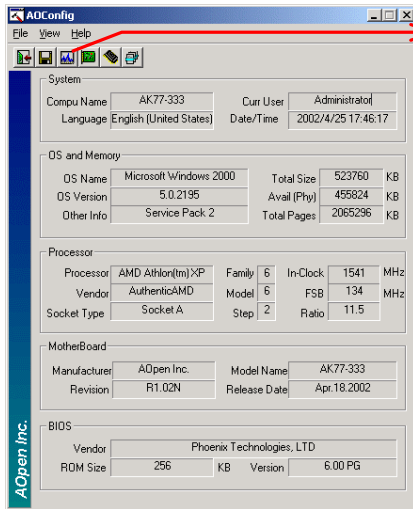 AOConfig
File View Help
System
Compu Name AK77-333 Curr User Administrator
Language English (United States) Date/Time 2002/4/25 17:46:17
OS and Memory
OS Name Microsoft Windows 2000 Total Size 523760 KB
OS Version 5.0.2195 Avail (Phy) 455824 KB
Other Info Service Pack 2 Total Pages 2065296 KB
Processor
Processor AMD Athlon(tm) XP Family 6 In-Clock 1541 MHz
Vendor AuthenticAMD Model 6 FSB 134 MHz
Socket Type Socket A Step 2 Ratio 11.5
MotherBoard
Manufacturer AOpen Inc. Model Name AK77-333
Revision R1.02N Release Date Apr.18.2002
BIOS
Vendor Phoenix Technologies, LTD
ROM Size 256 KB Version 6.00 PG
AOpen Inc.